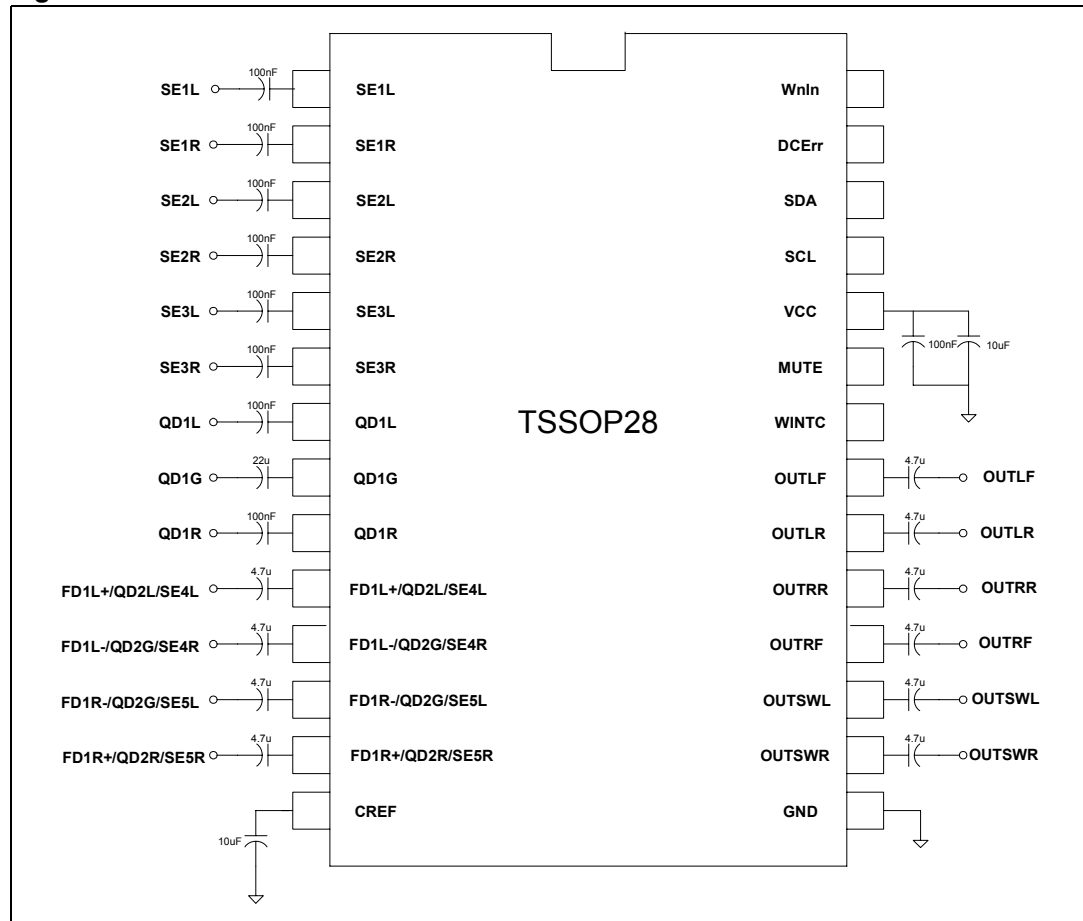 100nF
SE1L SE1L WnIn
100nF
SE1R SE1R DCErr
100nF
SE2L SE2L SDA
100nF
SE2R SE2R SCL
100nF
SE3L SE3L VCC
100nF 10uF
100nF
SE3R SE3R MUTE
100nF
QD1L QD1L TSSOP28 WINTC
22u 4.7u
QD1G QD1G OUTLF OUTLF
100nF 4.7u
QD1R QD1R OUTLR OUTLR
4.7u 4.7u
FD1L+/QD2L/SE4L FD1L+/QD2L/SE4L OUTRR OUTRR
4.7u 4.7u
FD1L-/QD2G/SE4R FD1L-/QD2G/SE4R OUTRF OUTRF
4.7u 4.7u
FD1R-/QD2G/SE5L FD1R-/QD2G/SE5L OUTSWL OUTSWL
4.7u 4.7u
FD1R+/QD2R/SE5R FD1R+/QD2R/SE5R OUTSWR OUTSWR
CREF GND
10uF